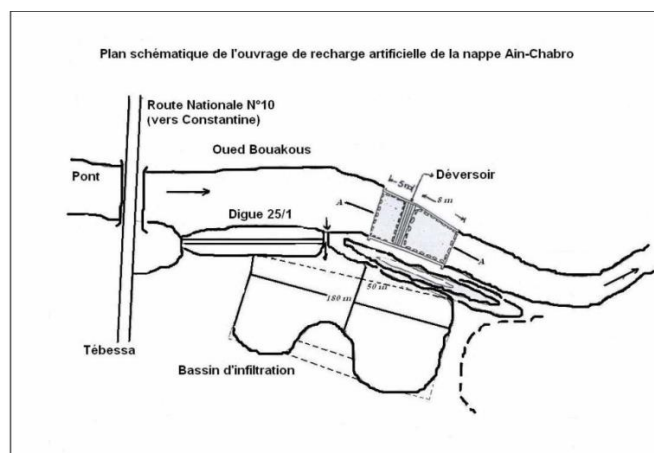 Plan schématique de l'ouvrage de recharge artificielle de la nappe Ain-Chabro
Route Nationale N°10
(vers Constantine)
Oued Bouakous
Pont
Déversoir
5m
8 m
A
Digue 25/1
A
50 m
180 m
Tébessa
Bassin d'infiltration